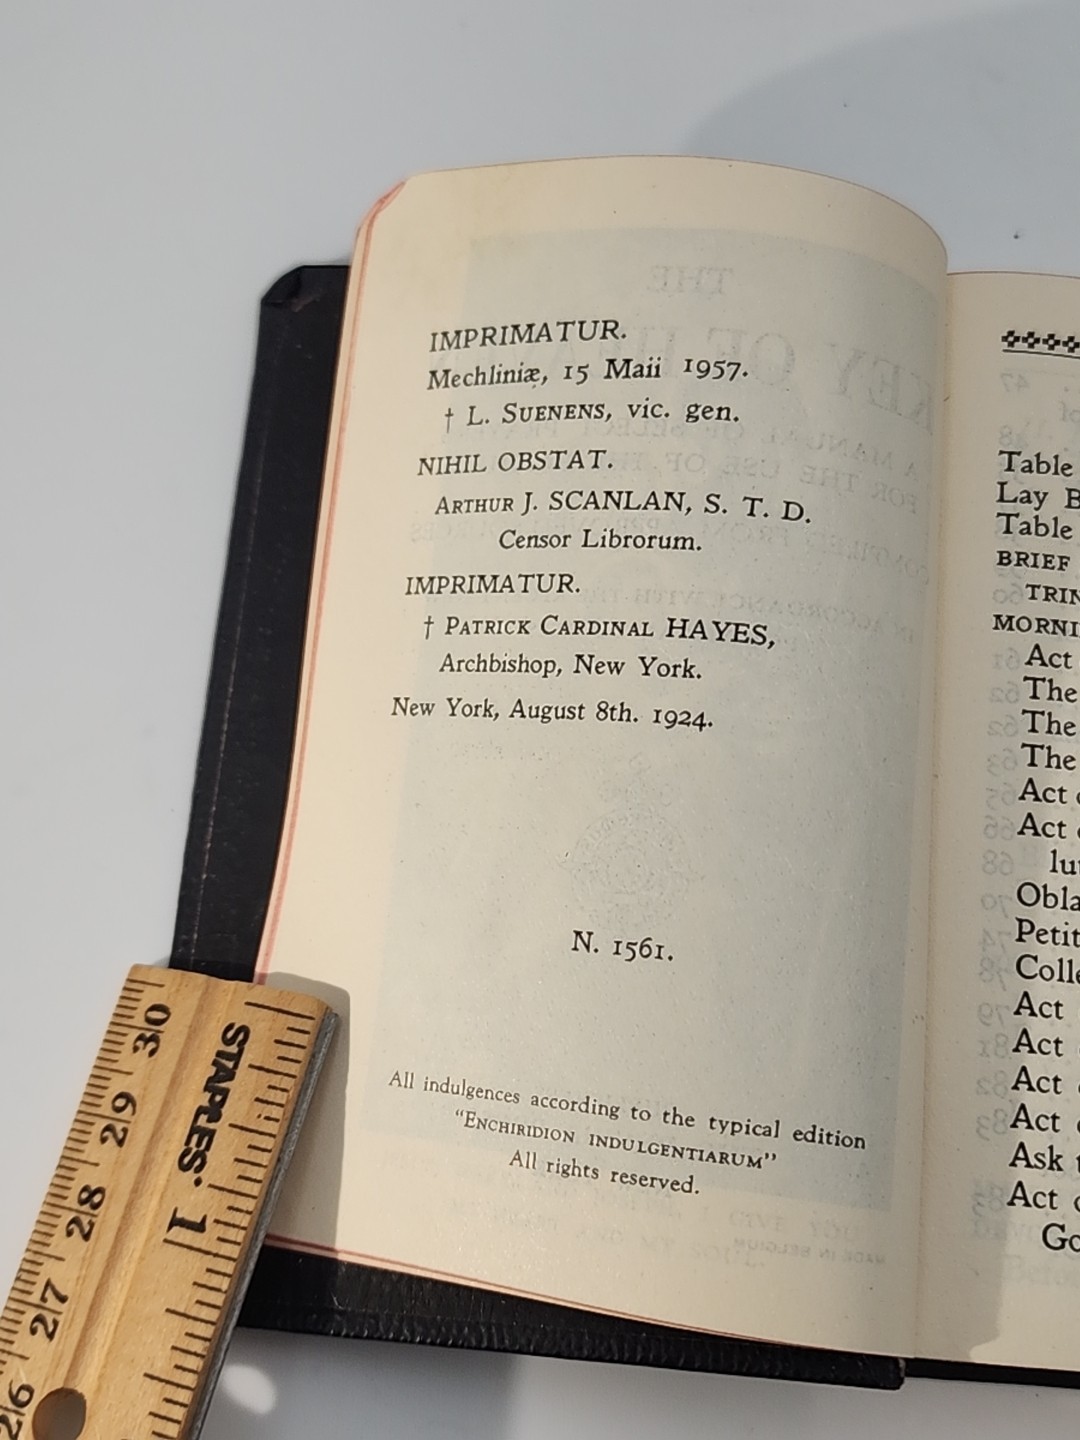 IMPRIMATUR.
Mechliniæ, 15 Maii 1957.
† L. SUENENS, vic. gen.
NIHIL OBSTAT.
ARTHUR J. SCANLAN, S. T. D.
Censor Librorum.
IMPRIMATUR.
† PATRICK CARDINAL HAYES,
Archbishop, New York.
New York, August 8th. 1924.
N. 1561.
All indulgences according to the typical edition
“ENCHIRIDION INDULGENTIARUM”
All rights reserved.
Table
Lay B
Table
BRIEF
TRIN
MORNI
Act
The
The
The
Act
Act
lu
Obla
Petit
Colle
Act
Act
Act
Act
Ask t
Act
Go
STAPLES
1
30
29
28
27
26